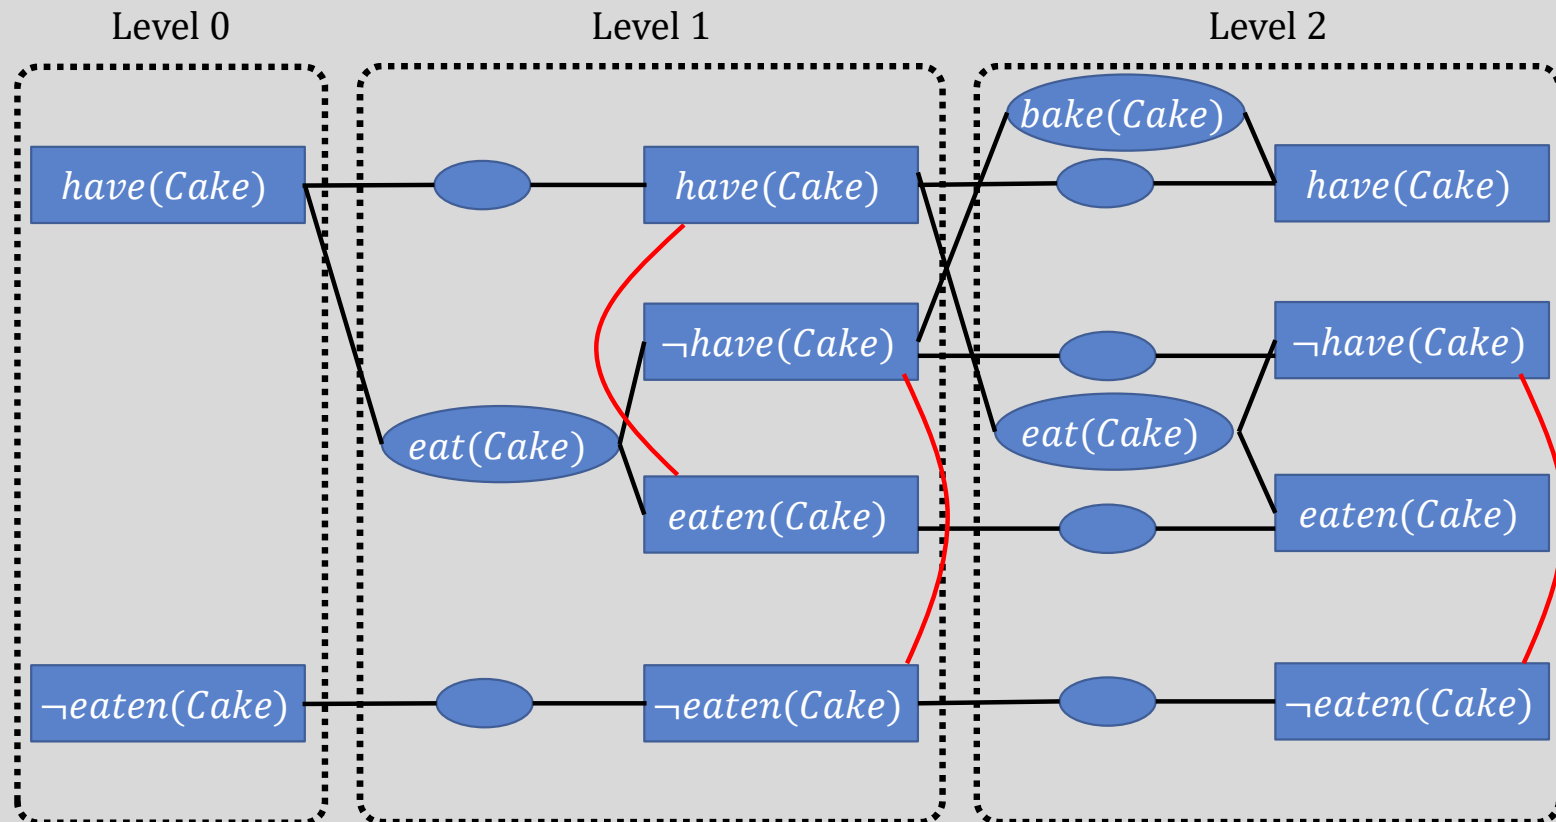 Level 0
Level 1
Level 2
bake(Cake)
have(Cake)
have(Cake)
have(Cake)
¬have(Cake)
¬have(Cake)
eat(Cake)
eat(Cake)
eaten(Cake)
eaten(Cake)
¬eaten(Cake)
¬eaten(Cake)
¬eaten(Cake)